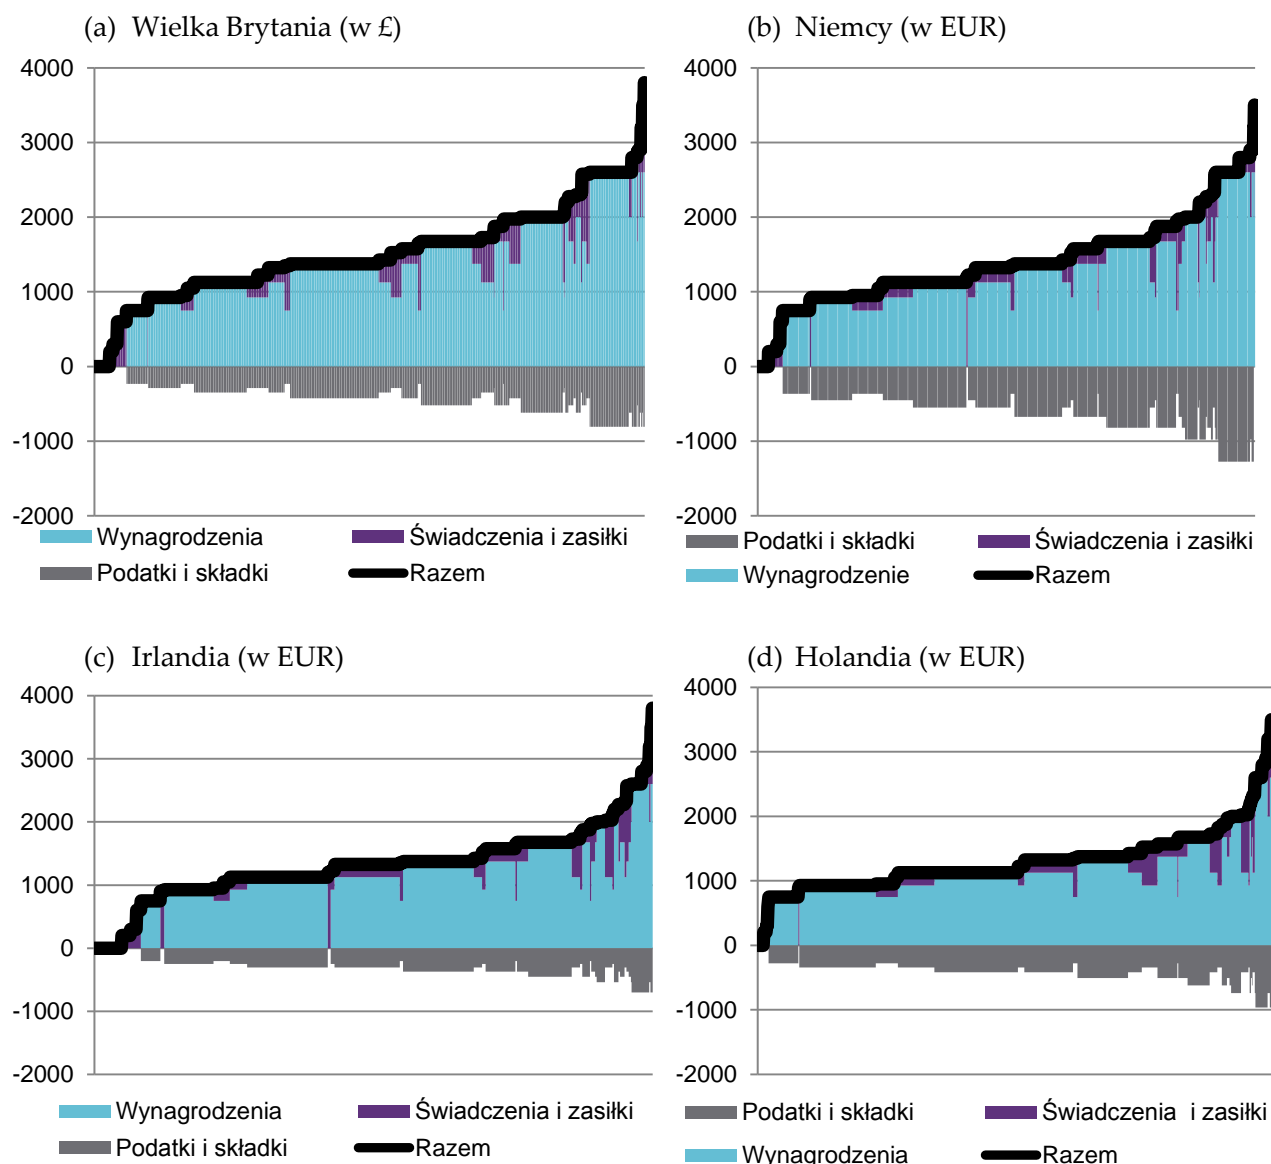 (a) Wielka Brytania (w £)
4000
3000
2000
1000
0
-1000
-2000
Wynagrodzenia
Świadczenia i zasiłki
Podatki i składki
Razem
(b) Niemcy (w EUR)
4000
3000
2000
1000
0
-1000
-2000
Podatki i składki
Świadczenia i zasiłki
Wynagrodzenie
Razem
(c) Irlandia (w EUR)
4000
3000
2000
1000
0
-1000
-2000
Wynagrodzenia
Świadczenia i zasiłki
Podatki i składki
Razem
(d) Holandia (w EUR)
4000
3000
2000
1000
0
-1000
-2000
Podatki i składki
Świadczenia i zasiłki
Wynagrodzenia
Razem